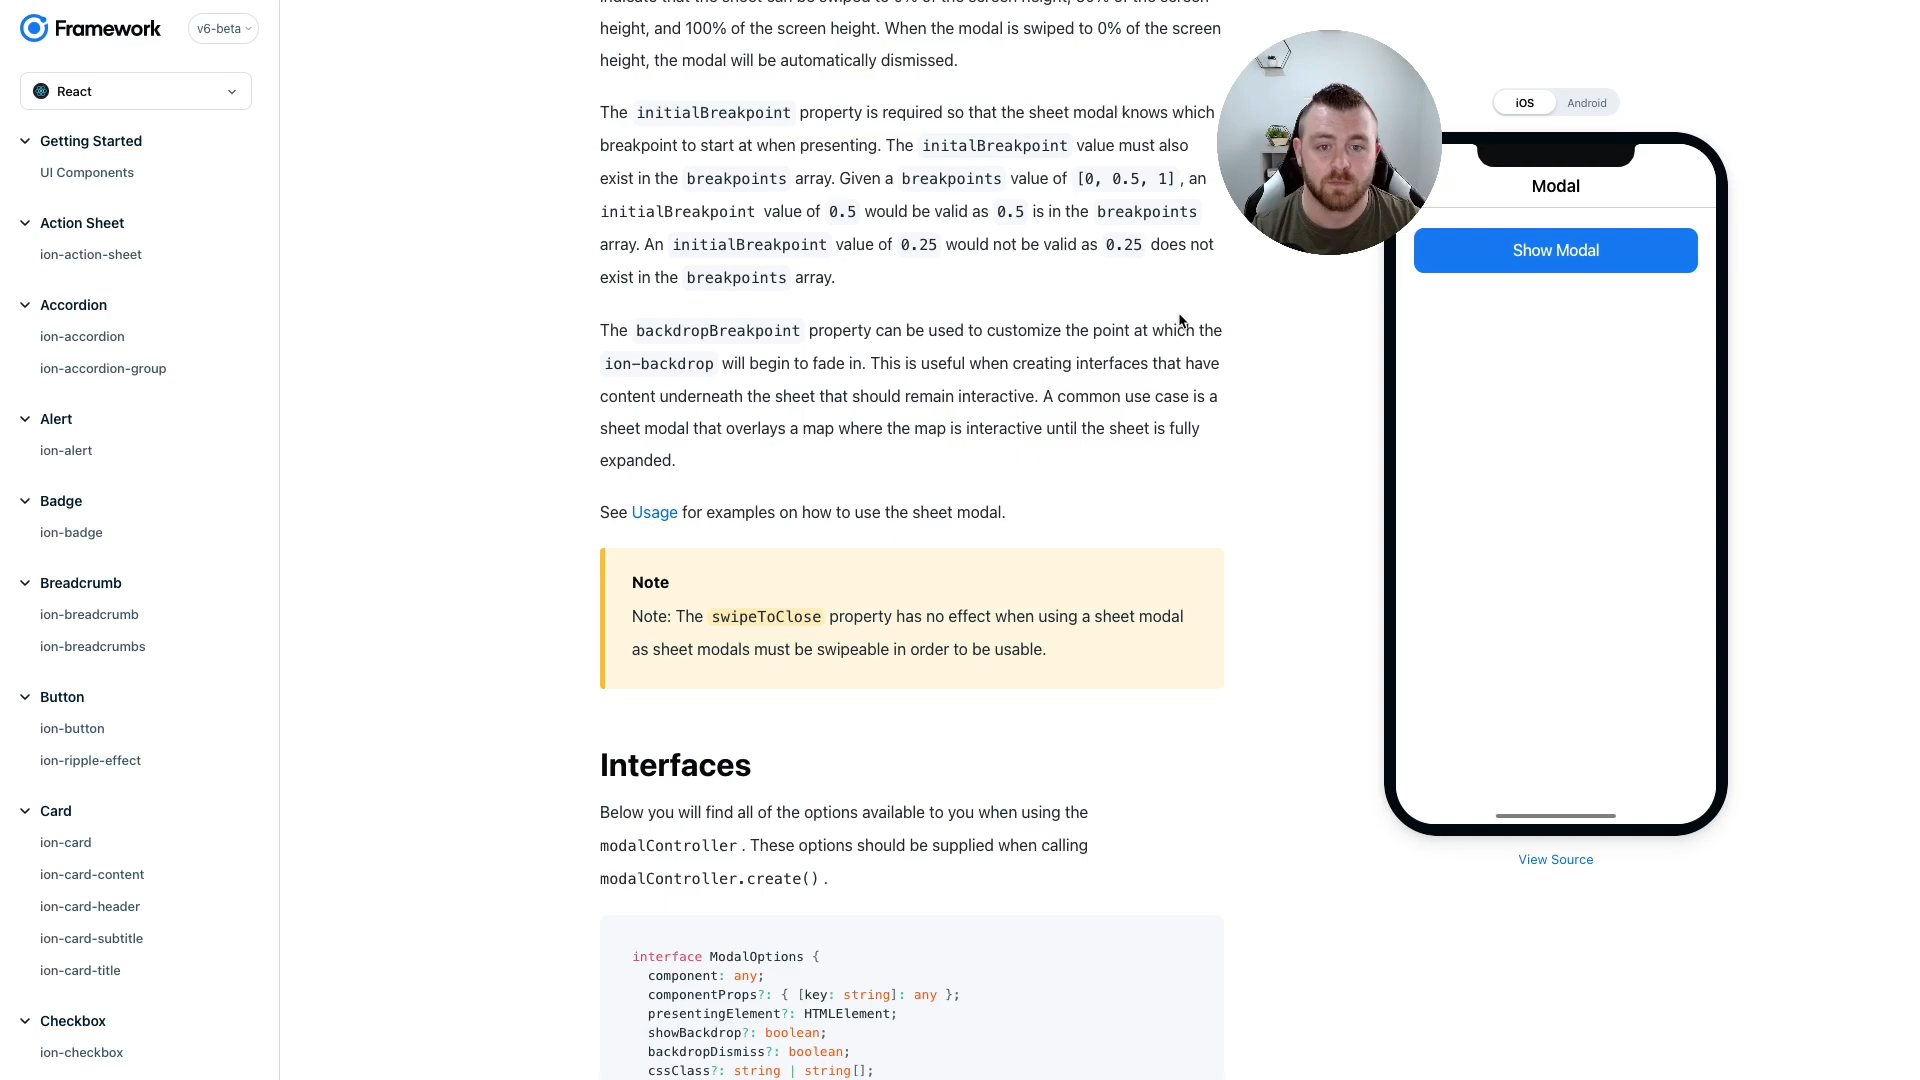 Framework
v6-beta
React
Getting Started
UI Components
Action Sheet
ion-action-sheet
Accordion
ion-accordion
ion-accordion-group
Alert
ion-alert
Badge
ion-badge
Breadcrumb
ion-breadcrumb
ion-breadcrumbs
Button
ion-button
ion-ripple-effect
Card
ion-card
ion-card-content
ion-card-header
ion-card-subtitle
ion-card-title
Checkbox
ion-checkbox
height, and 100% of the screen height. When the modal is swiped to 0% of the screen
height, the modal will be automatically dismissed.
The initialBreakpoint property is required so that the sheet modal knows which
breakpoint to start at when presenting. The initalBreakpoint value must also
exist in the breakpoints array. Given a breakpoints value of [0, 0.5, 1], an
initialBreakpoint value of 0.5 would be valid as 0.5 is in the breakpoints
array. An initialBreakpoint value of 0.25 would not be valid as 0.25 does not
exist in the breakpoints array.
The backdropBreakpoint property can be used to customize the point at which the
ion-backdrop will begin to fade in. This is useful when creating interfaces that have
content underneath the sheet that should remain interactive. A common use case is a
sheet modal that overlays a map where the map is interactive until the sheet is fully
expanded.
See Usage for examples on how to use the sheet modal.
Note
Note: The swipeToClose property has no effect when using a sheet modal
as sheet modals must be swipeable in order to be usable.
Interfaces
Below you will find all of the options available to you when using the
modalController. These options should be supplied when calling
modalController.create().
interface ModalOptions {
component: any;
componentProps?: { [key: string]: any };
presentingElement?: HTMLElement;
showBackdrop?: boolean;
backdropDismiss?: boolean;
cssClass?: string | string[];
iOS
Android
Modal
Show Modal
View Source